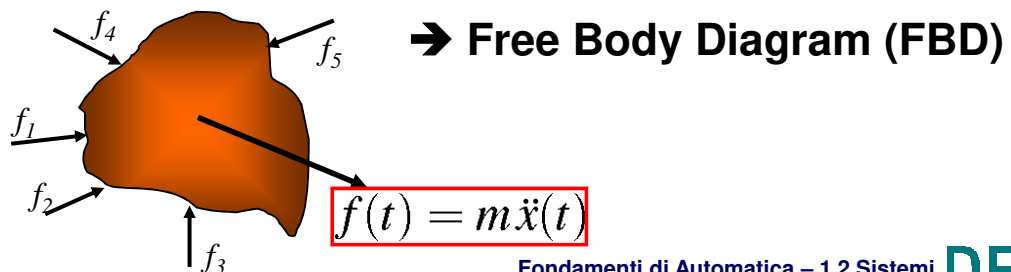 f4
f5
➔ Free Body Diagram (FBD)
f1
f2
f(t) = mẍ(t)
f3
Fondamenti di Automatica – 1.2 Sistemi